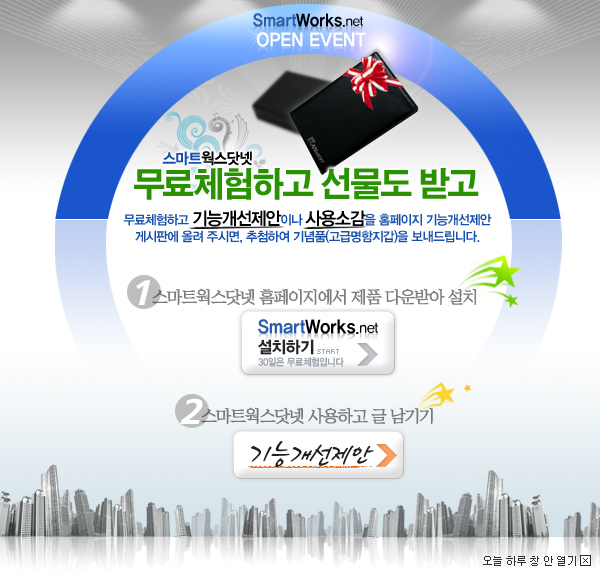 SmartWorks.net
OPEN EVENT
스마트웍스닷넷
무료체험하고 선물도 받고
무료체험하고 기능개선제안이나 사용소감을 홈페이지 기능개선제안
게시판에 올려 주시면, 추첨하여 기념품(고급명함지갑)을 보내드립니다.
1 스마트웍스닷넷 홈페이지에서 제품 다운받아 설치
SmartWorks.net
설치하기 START
30일은 무료체험입니다
2 스마트웍스닷넷 사용하고 글 남기기
기능개선제안
오늘 하루 창 안 열기